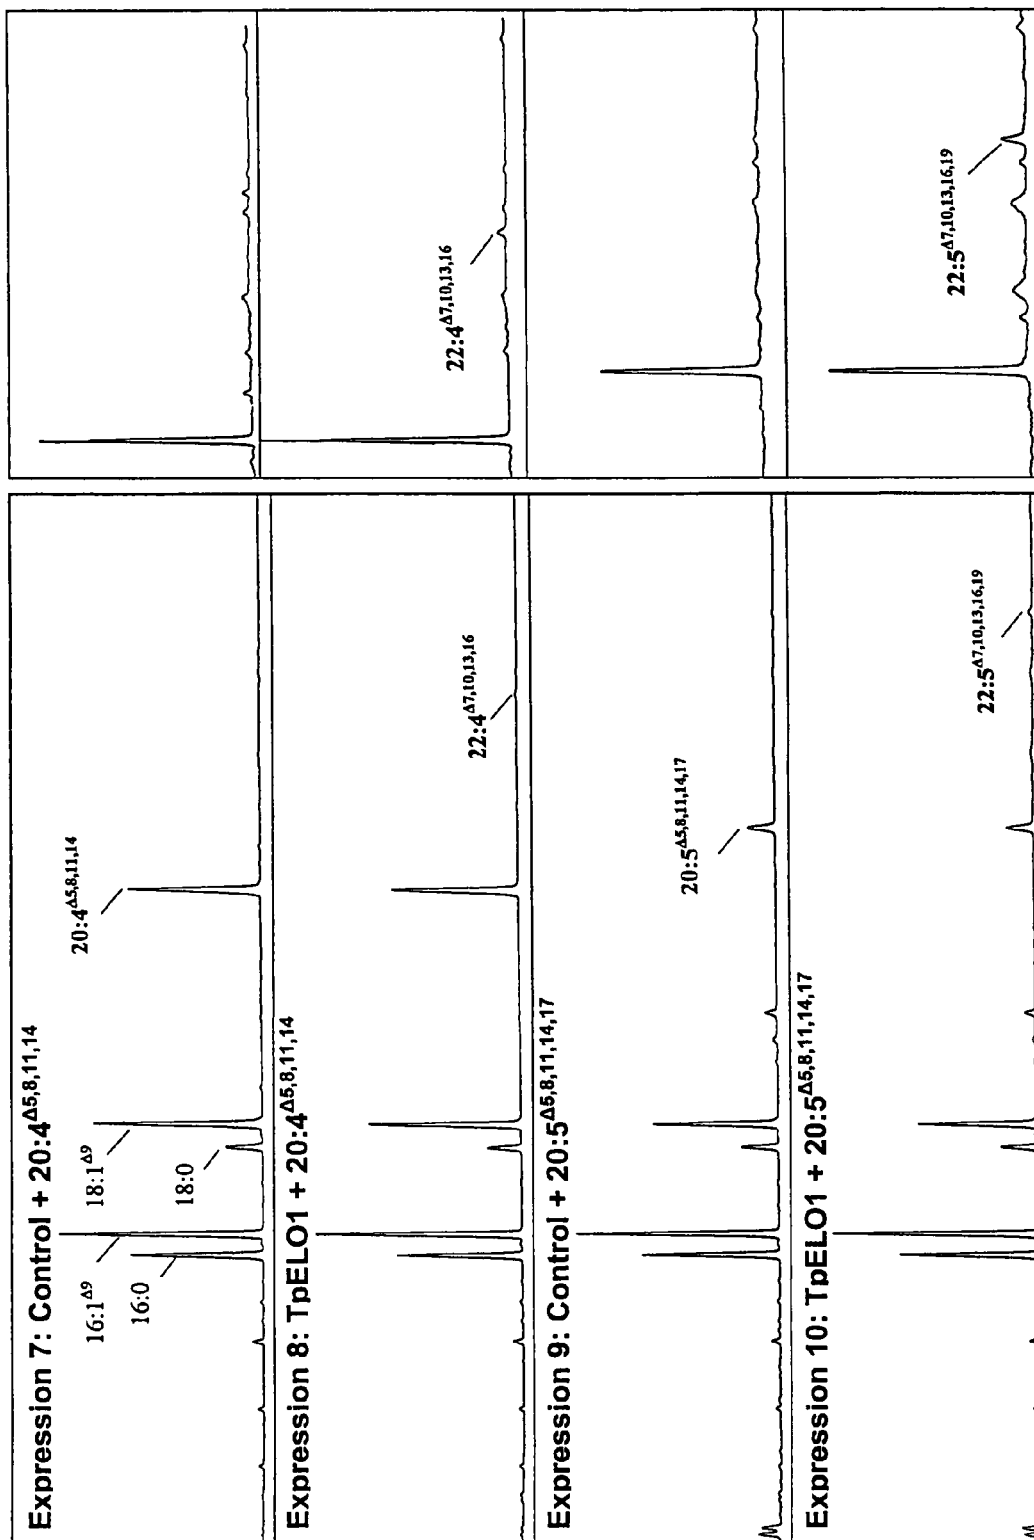 Expression 7: Control + 20:4Δ5,8,11,14
16:1Δ9
16:0
18:1Δ9
18:0
20:4Δ5,8,11,14
Expression 8: TpELO1 + 20:4Δ5,8,11,14
22:4Δ7,10,13,16
22:4Δ7,10,13,16
Expression 9: Control + 20:5Δ5,8,11,14,17
20:5Δ5,8,11,14,17
Expression 10: TpELO1 + 20:5Δ5,8,11,14,17
22:5Δ7,10,13,16,19
22:5Δ7,10,13,16,19